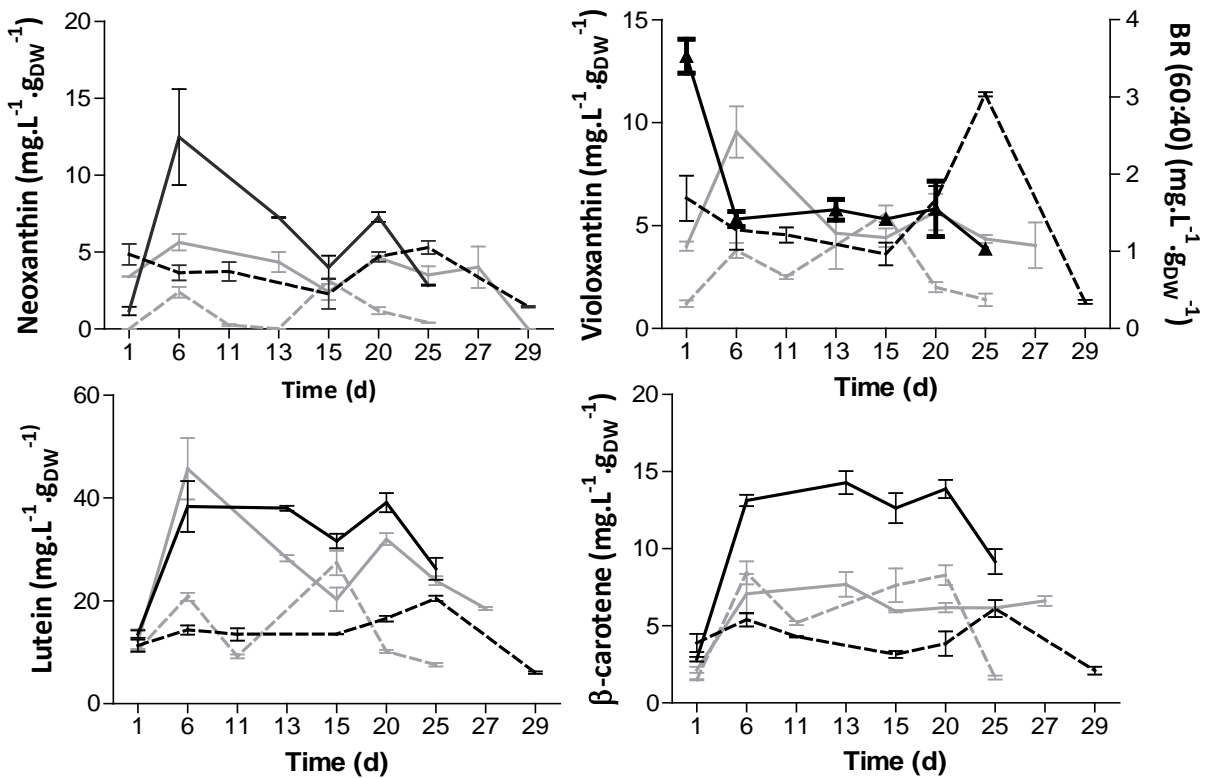 Neoxanthin (mg.L-1.gDW-1)
20
15
10
5
0
1 6 11 13 15 20 25 27 29
Time (d)
Violoxanthin (mg.L-1.gDW-1)
15
10
5
0
BR (60:40) (mg.L-1.gDW-1)
4
3
2
1
0
1 6 11 13 15 20 25 29
Time (d)
Lutein (mg.L-1.gDW-1)
60
40
20
0
1 6 11 13 15 20 25 27 29
Time (d)
β-carotene (mg.L-1.gDW-1)
20
15
10
5
0
1 6 11 13 15 20 25 27 29
Time (d)